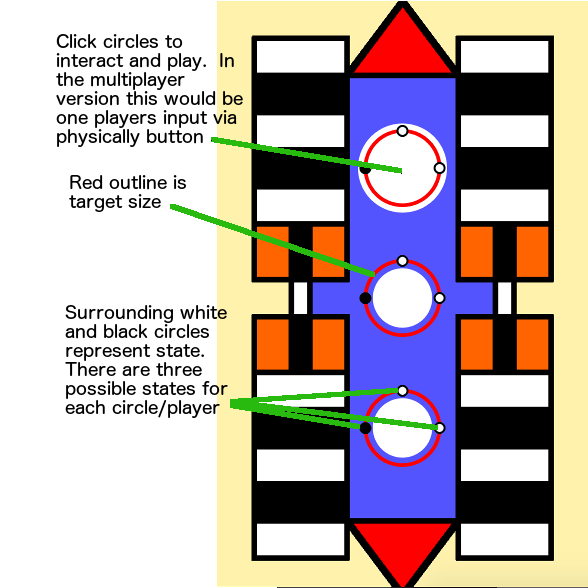 Click circles to
interact and play.  In
the multiplayer
version this would be
one players input via
physically button
Red outline is
target size
Surrounding white
and black circles
represent state.
There are three
possible states for
each circle/player